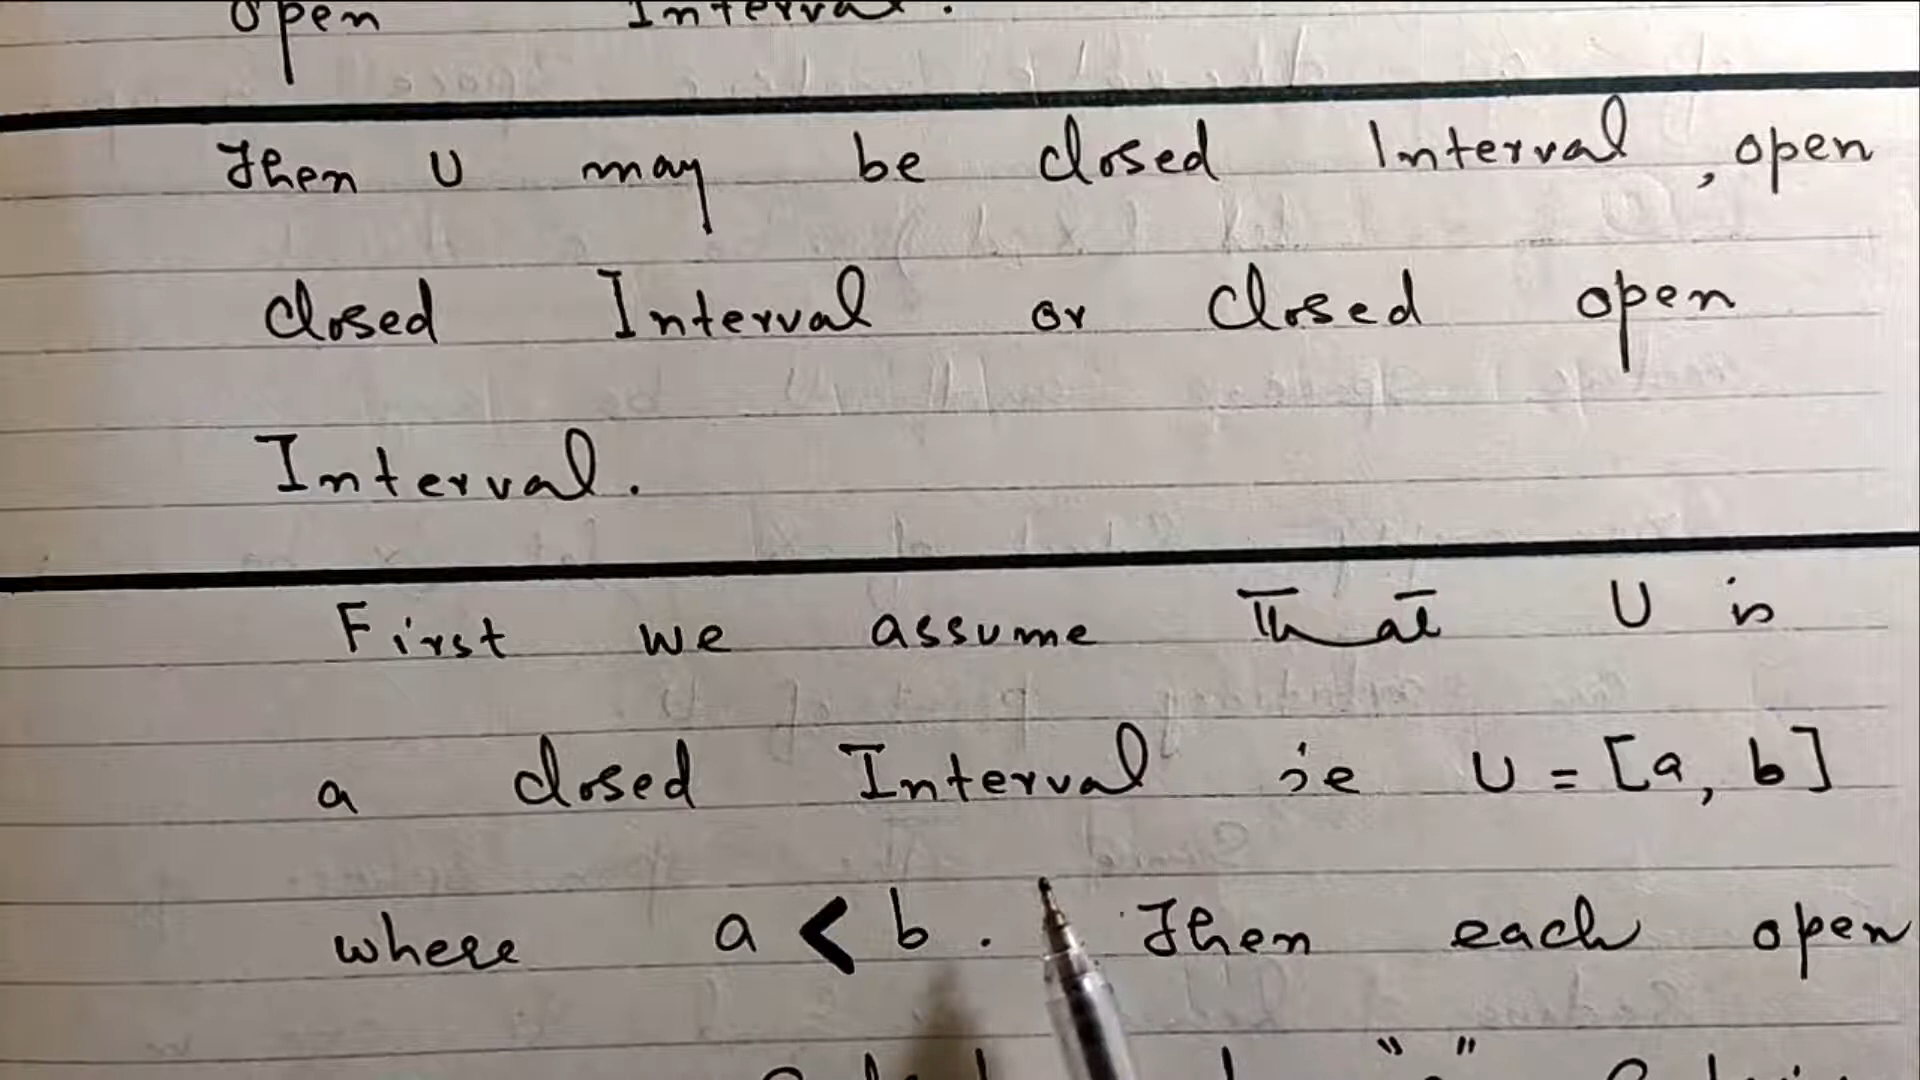 open Interval.
Then U may be closed Interval, open
closed Interval or closed open
Interval.
First we assume That U is
a closed Interval ie U = [a, b]
where a < b. Then each open